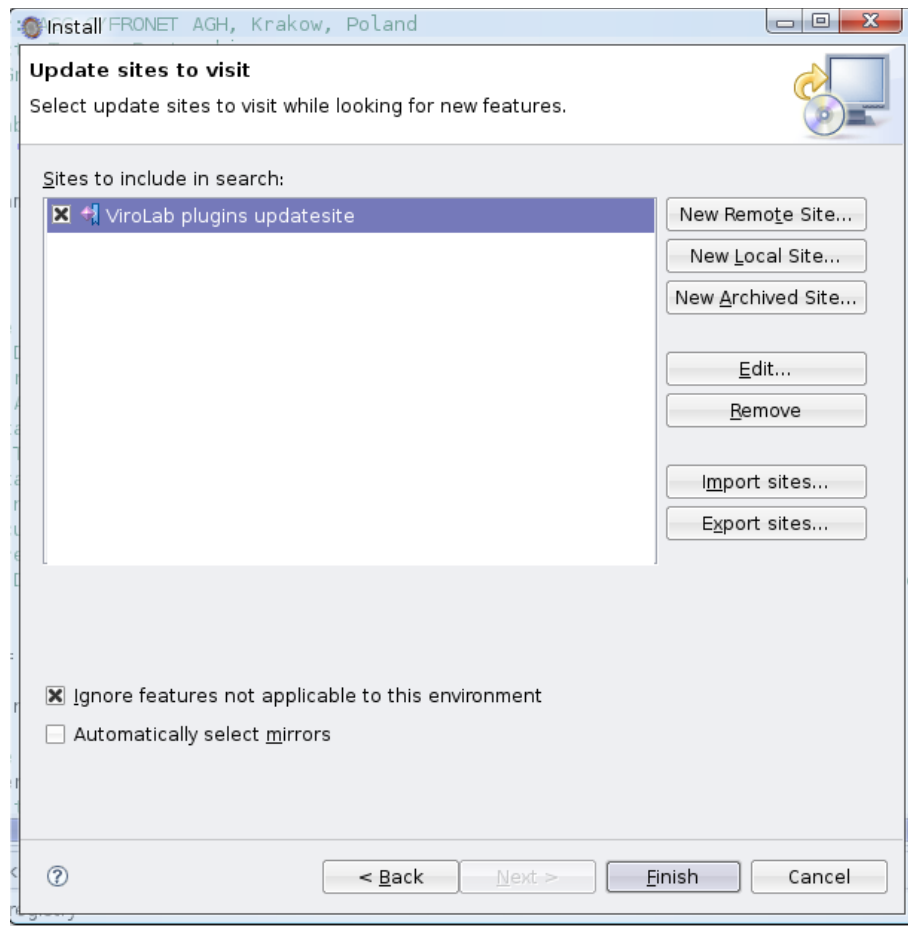 FRONET AGH, Krakow, Poland
Install
Update sites to visit
Select update sites to visit while looking for new features.
Sites to include in search:
ViroLab plugins updatesite
New Remote Site...
New Local Site...
New Archived Site...
Edit...
Remove
Import sites...
Export sites...
Ignore features not applicable to this environment
Automatically select mirrors
< Back
Next >
Finish
Cancel